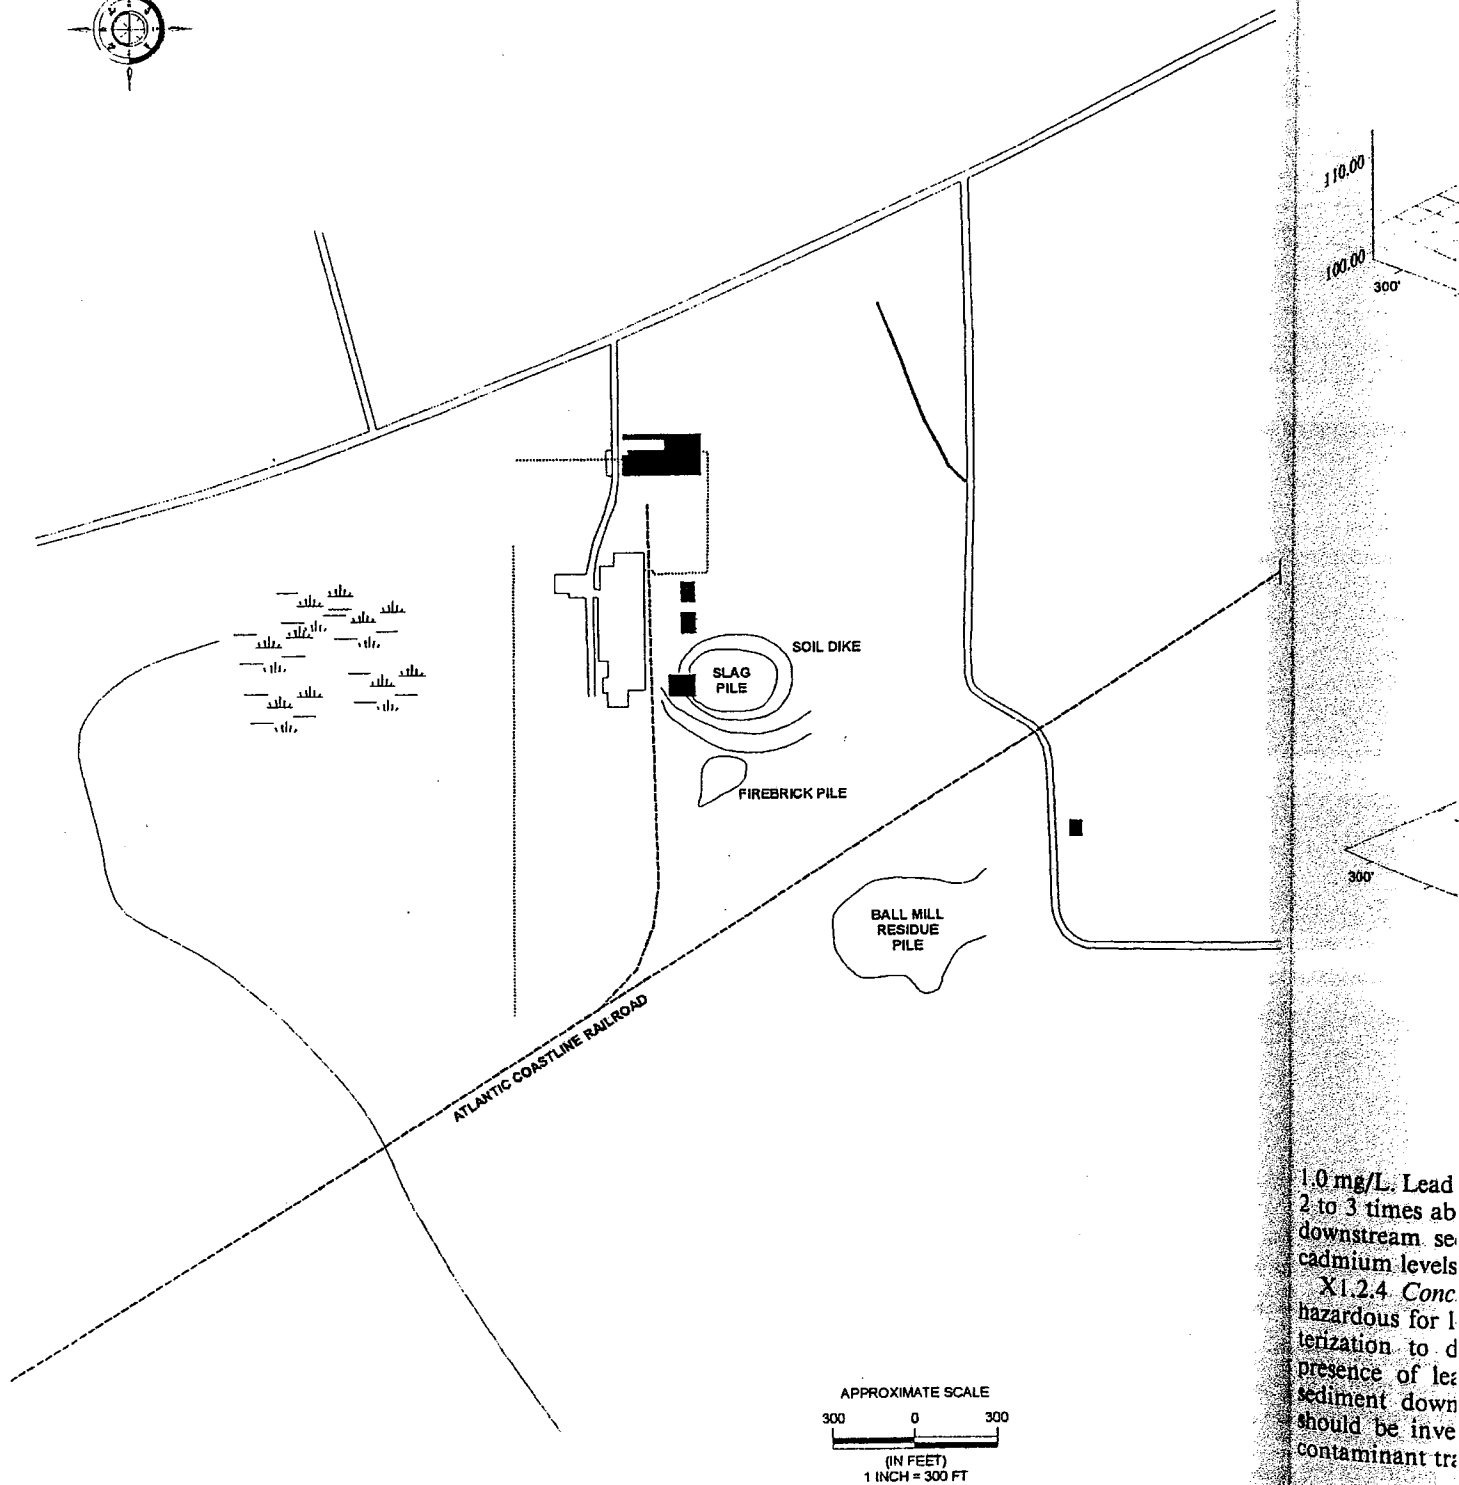 110.00
100.00
300'
SOIL DIKE
SLAG
PILE
FIREBRICK PILE
300'
BALL MILL
RESIDUE
PILE
ATLANTIC COASTLINE RAILROAD
1.0 mg/L. Lead
2 to 3 times ab
downstream se
cadmium levels
X1.2.4 Conc
hazardous for l
terization to d
presence of lea
sediment down
should be inve
contaminant tra
APPROXIMATE SCALE
300 0 300
(IN FEET)
1 INCH = 300 FT